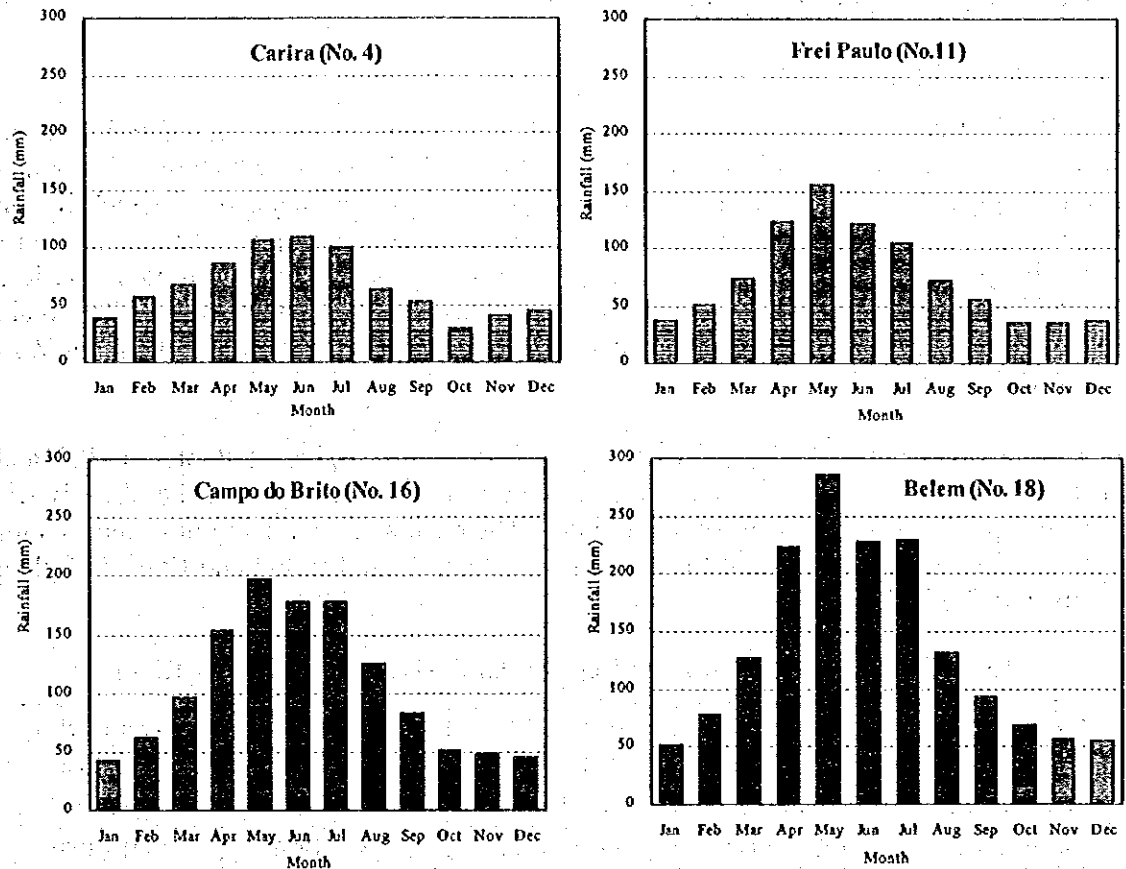 Carira (No. 4)
Rainfall (mm)
300
250
200
150
100
50
0
Jan Feb Mar Apr May Jun Jul Aug Sep Oct Nov Dec
Month
Frei Paulo (No.11)
Rainfall (mm)
300
250
200
150
100
50
0
Jan Feb Mar Apr May Jun Jul Aug Sep Oct Nov Dec
Month
Campo do Brito (No. 16)
Rainfall (mm)
300
250
200
150
100
50
0
Jan Feb Mar Apr May Jun Jul Aug Sep Oct Nov Dec
Month
Belem (No. 18)
Rainfall (mm)
300
250
200
150
100
50
0
Jan Feb Mar Apr May Jun Jul Aug Sep Oct Nov Dec
Month